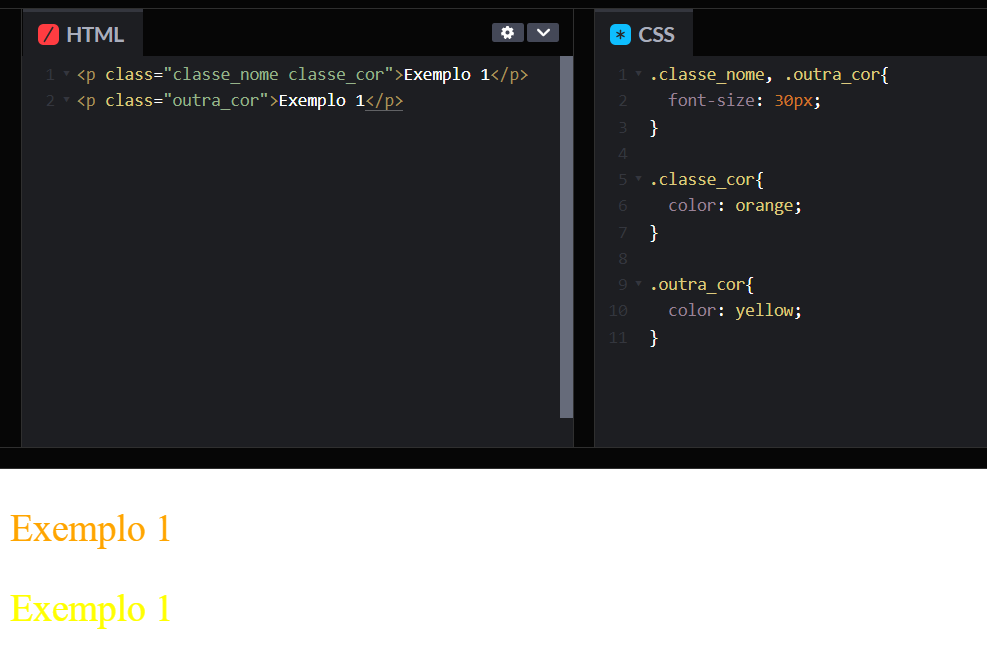 HTML
1 <p class="classe_nome classe_cor">Exemplo 1</p>
2 <p class="outra_cor">Exemplo 1</p>
CSS
1 .classe_nome, .outra_cor{
2 font-size: 30px;
3 }
4
5 .classe_cor{
6 color: orange;
7 }
8
9 .outra_cor{
10 color: yellow;
11 }
Exemplo 1
Exemplo 1